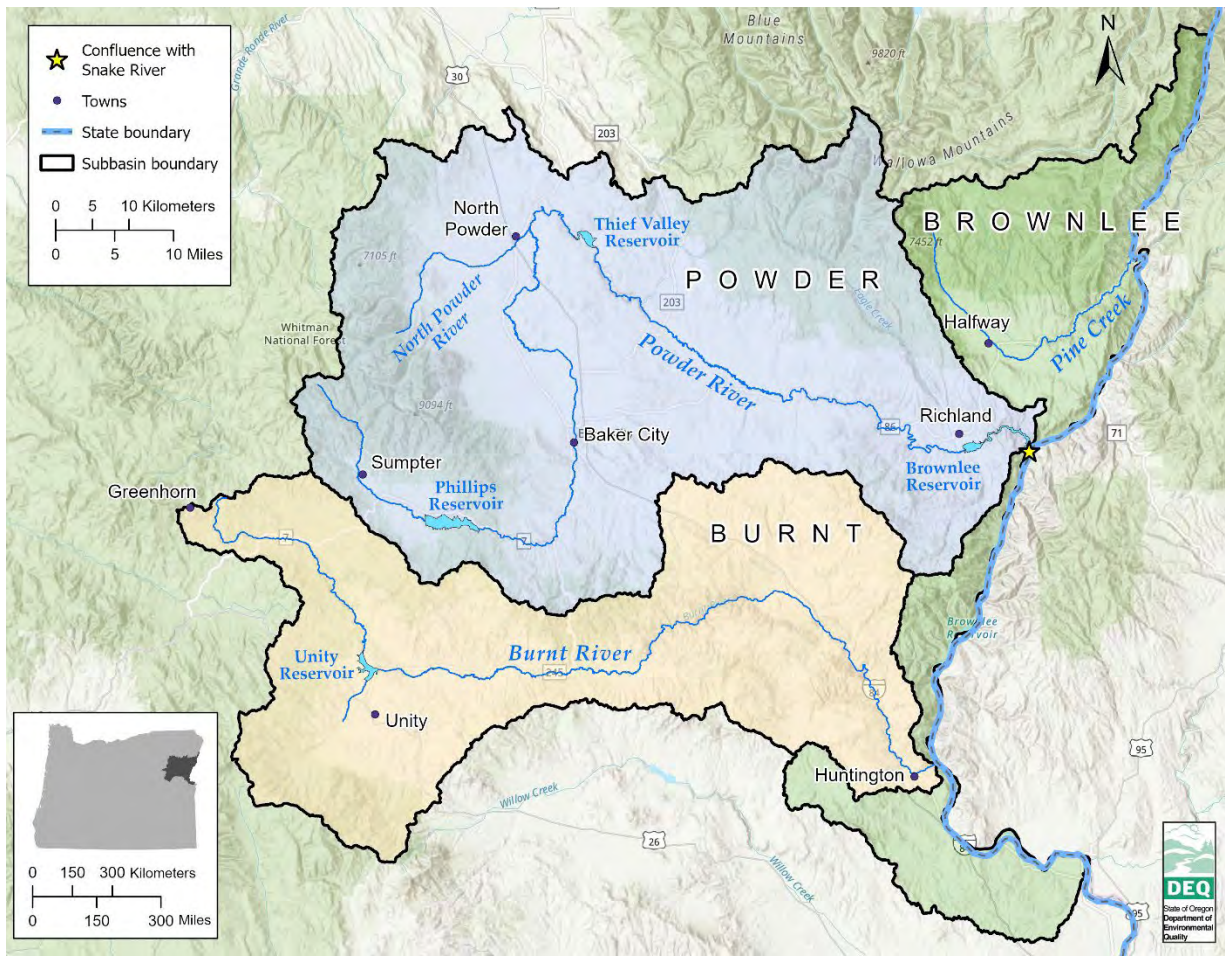 Confluence with
Snake River
Towns
State boundary
Subbasin boundary
0 5 10 Kilometers
0 5 10 Miles
Grande Ronde River
30
203
Blue
Mountains
9820 ft
N
Wallowa Mountains
BROWNLEE
7452 ft
Halfway
Pine Creek
North
Powder
Thief Valley
Reservoir
7105 ft
POWDER
203
Eagle Creek
Whitman
National Forest
North Powder
River
Powder River
9094 ft
Richland
86
71
Baker City
Sumpter
Brownlee
Reservoir
Greenhorn
Phillips
Reservoir
7
7
BURNT
Brownlee
Reservoir
Unity
Reservoir
Burnt River
245
84
Unity
95
Huntington
Willow Creek
26
Willow Creek
95
0 150 300 Kilometers
0 150 300 Miles
DEQ
State of Oregon
Department of
Environmental
Quality